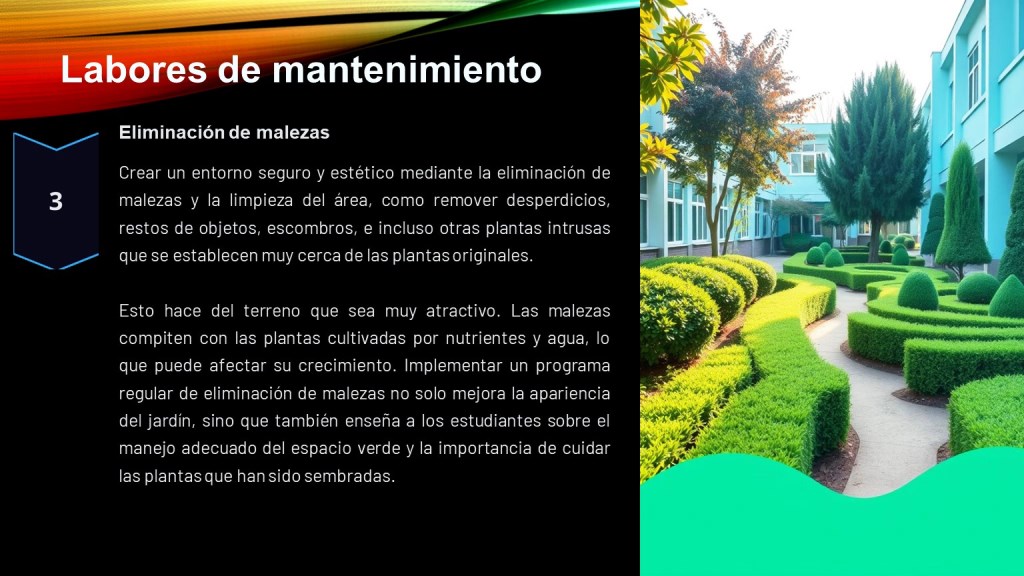 Labores de mantenimiento
Eliminación de malezas
3
Crear un entorno seguro y estético mediante la eliminación de
malezas y la limpieza del área, como remover desperdicios,
restos de objetos, escombros, e incluso otras plantas intrusas
que se establecen muy cerca de las plantas originales.
Esto hace del terreno que sea muy atractivo. Las malezas
compiten con las plantas cultivadas por nutrientes y agua, lo
que puede afectar su crecimiento. Implementar un programa
regular de eliminación de malezas no solo mejora la apariencia
del jardín, sino que también enseña a los estudiantes sobre el
manejo adecuado del espacio verde y la importancia de cuidar
las plantas que han sido sembradas.